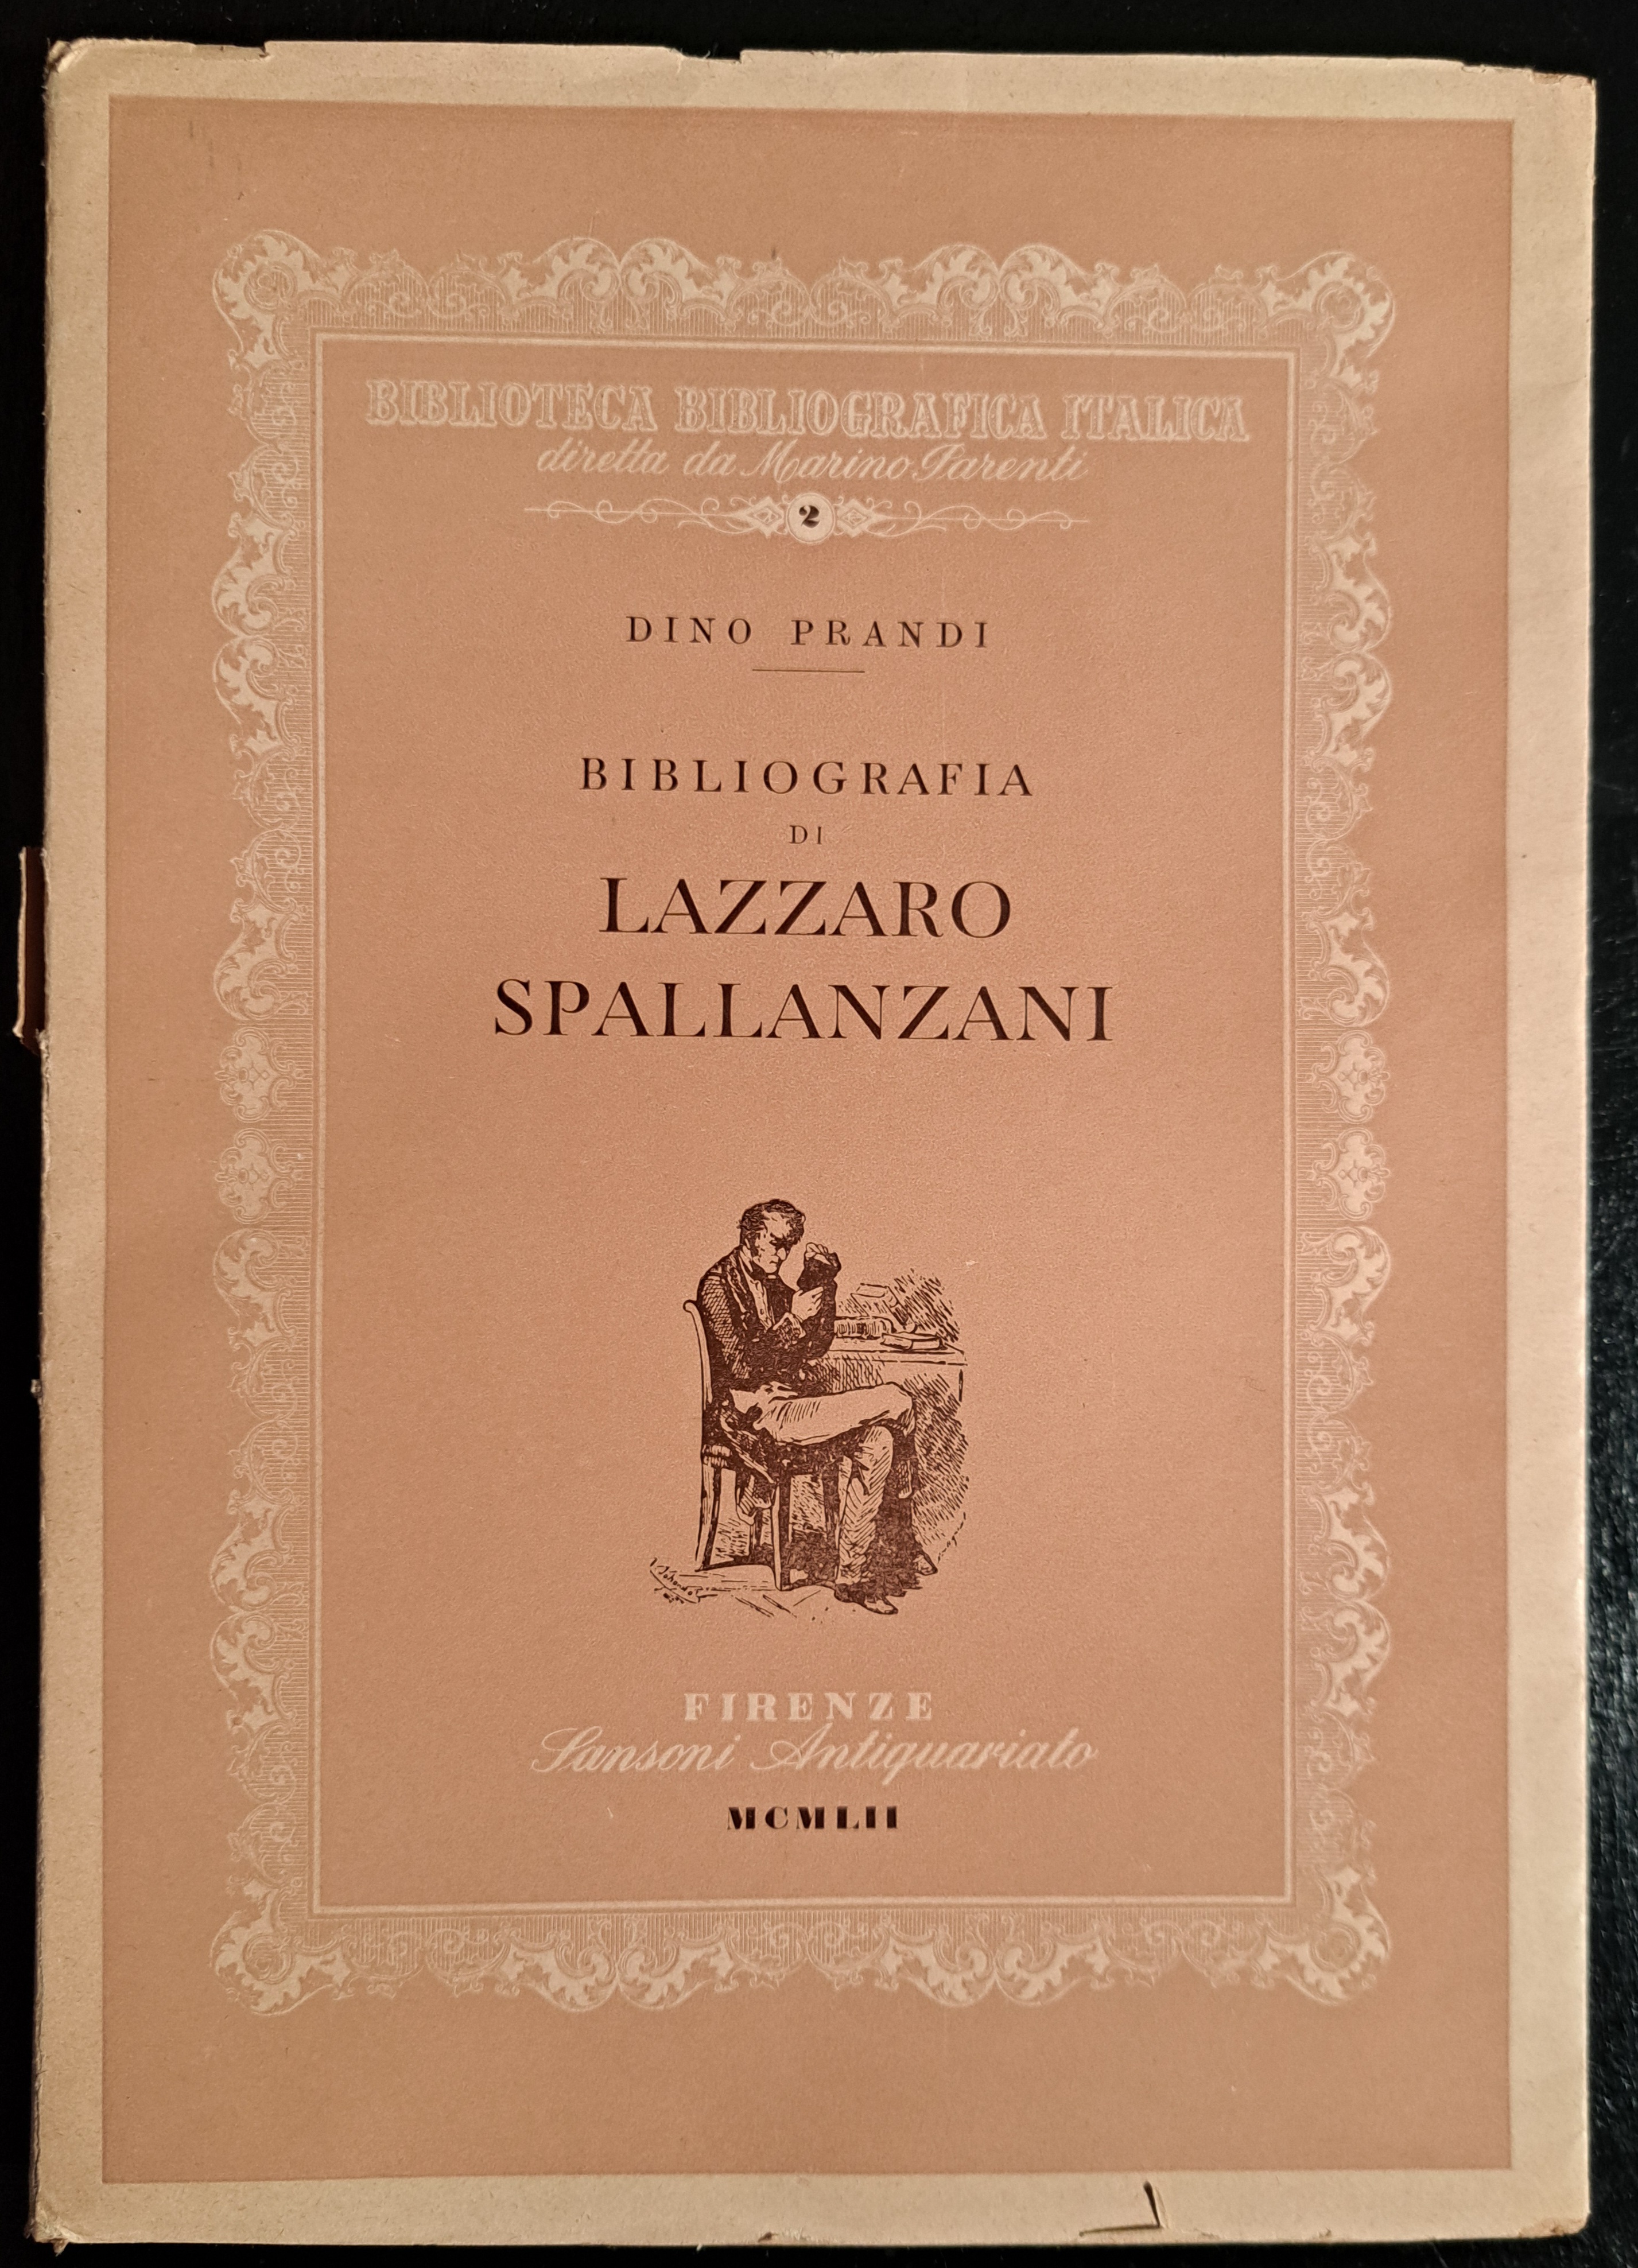 BIBLIOTECA BIBLIOGRAFICA ITALICA
diretta da Marino Parenti
2
DINO PRANDI
BIBLIOGRAFIA
DI
LAZZARO
SPALLANZANI
FIRENZE
Sansoni Antiquariato
MCMLII